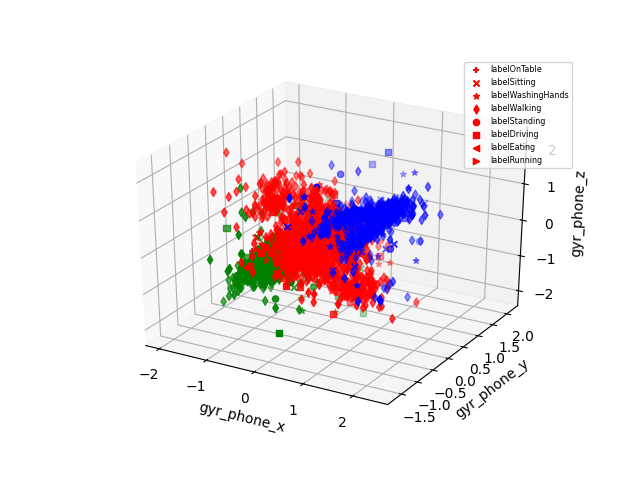 labelOnTable
labelSitting
labelWashingHands
labelWalking
labelStanding
labelDriving
labelEating
labelRunning
2
1
0
−1
−2
gyr_phone_z
2.0
1.5
1.0
0.5
0.0
−0.5
−1.0
−1.5
gyr_phone_y
−2
−1
0
1
2
gyr_phone_x